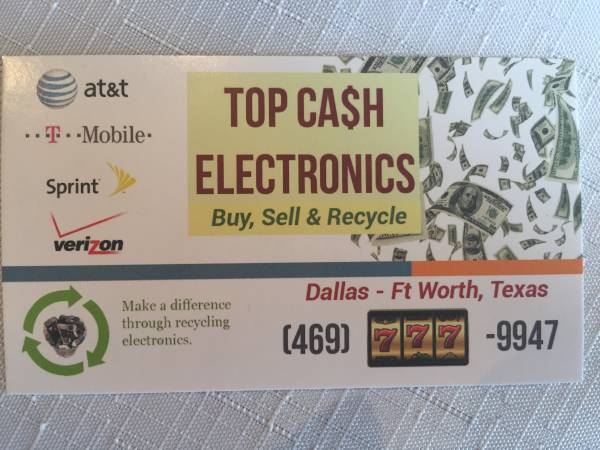 at&t
T-Mobile
Sprint
verizon
TOP CA$H
ELECTRONICS
Buy, Sell & Recycle
Dallas - Ft Worth, Texas
Make a difference
through recycling
electronics.
(469) 777 -9947